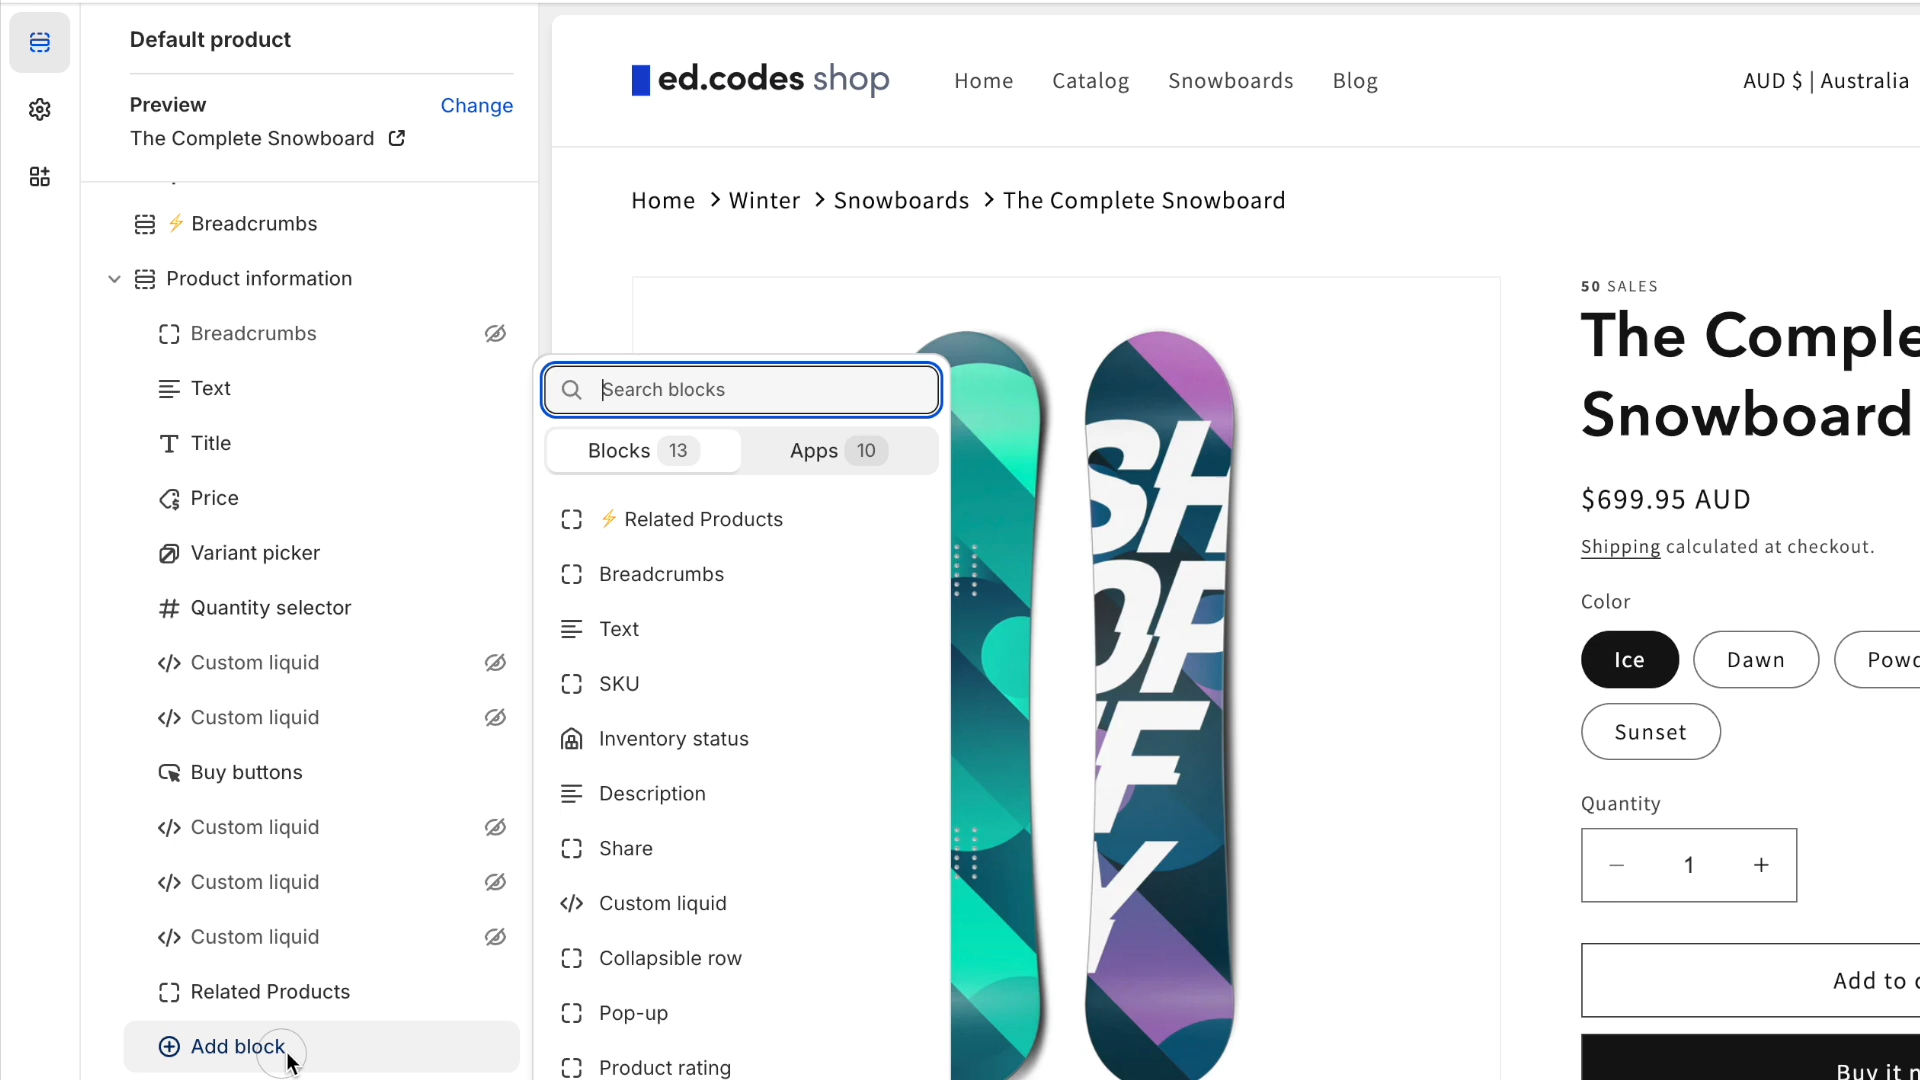 Default product
Preview
Change
The Complete Snowboard
⚡ Breadcrumbs
Product information
Breadcrumbs
Text
Title
Price
Variant picker
Quantity selector
Custom liquid
Custom liquid
Buy buttons
Custom liquid
Custom liquid
Custom liquid
Related Products
Add block
Search blocks
Blocks 13
Apps 10
⚡ Related Products
Breadcrumbs
Text
SKU
Inventory status
Description
Share
Custom liquid
Collapsible row
Pop-up
Product rating
ed.codes shop
Home Catalog Snowboards Blog
AUD $ | Australia
Home > Winter > Snowboards > The Complete Snowboard
SHOPIFY
50 SALES
The Comple
Snowboard
$699.95 AUD
Shipping calculated at checkout.
Color
Ice
Dawn
Powd
Sunset
Quantity
− 1 +
Add to c
Buy it n